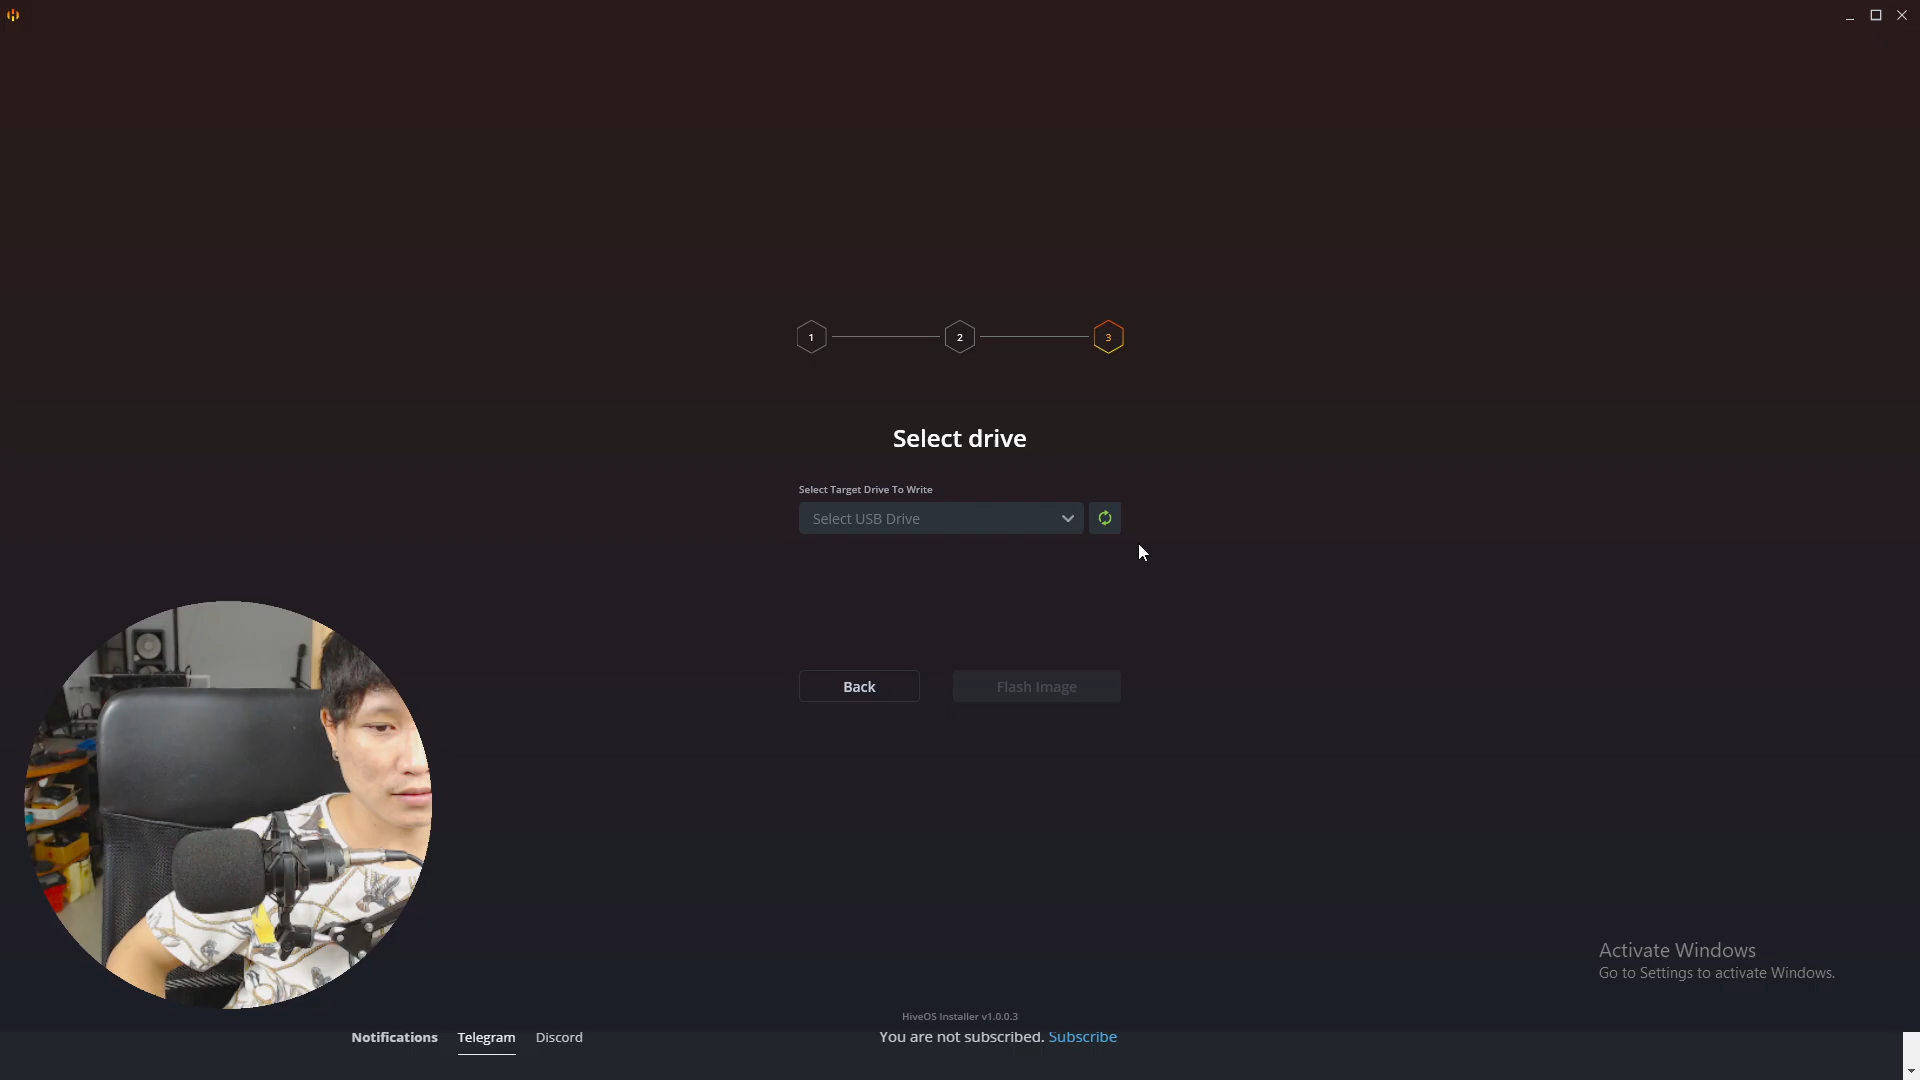 1
2
3
Select drive
Select Target Drive To Write
Select USB Drive
Back
Flash Image
Activate Windows
Go to Settings to activate Windows.
HiveOS Installer v1.0.0.3
Notifications Telegram Discord
You are not subscribed. Subscribe